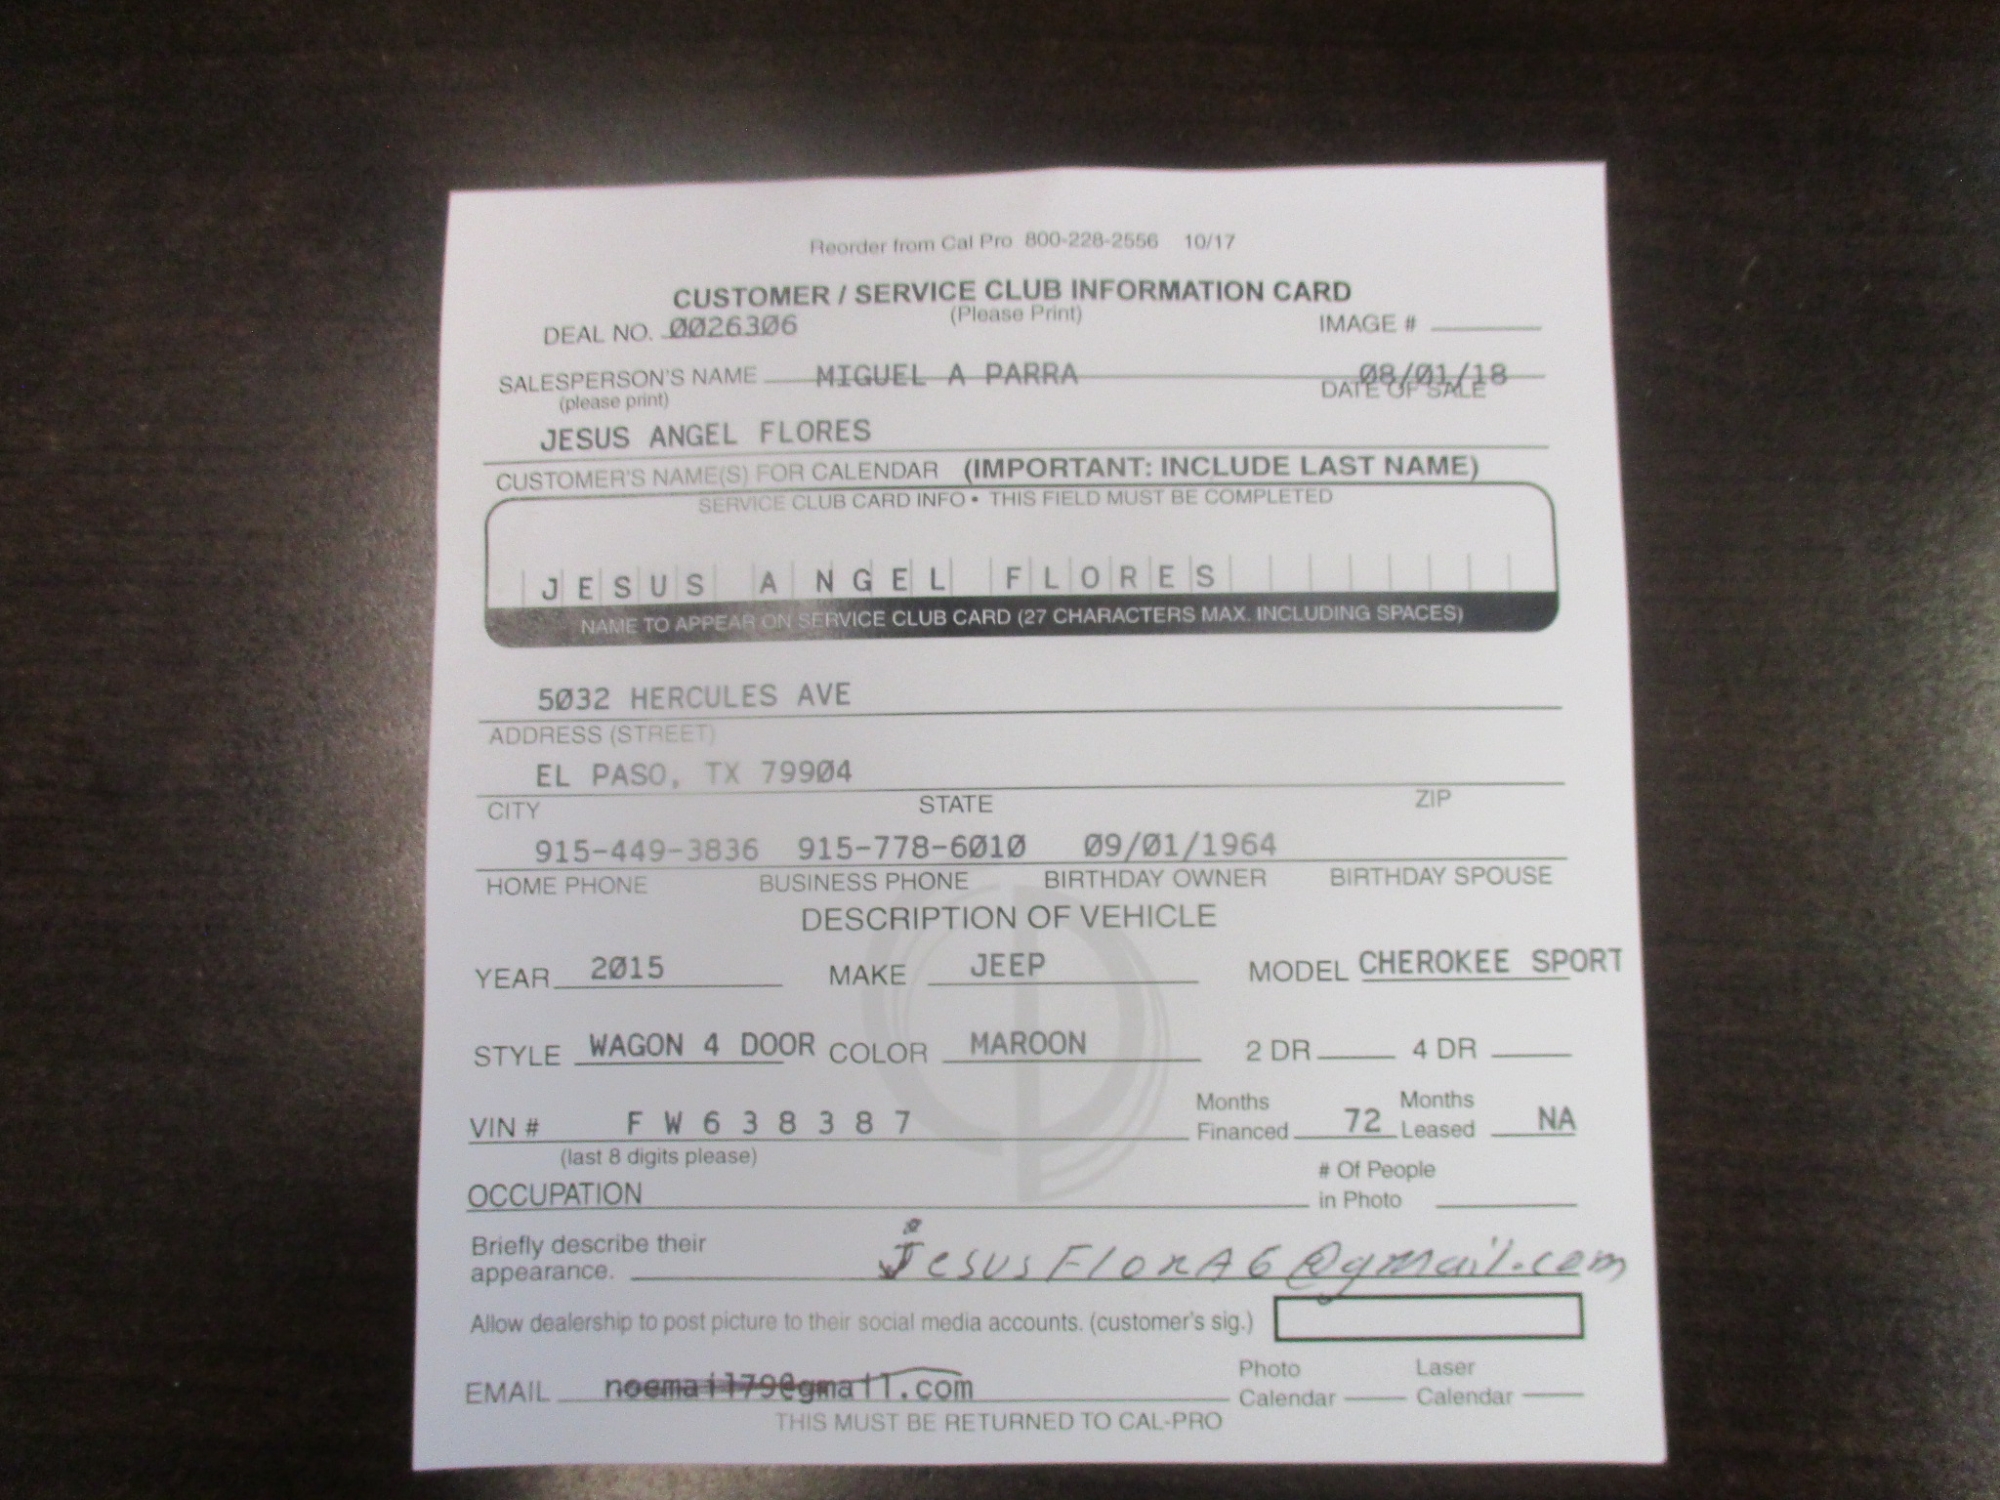 Reorder from Cal Pro 800-228-2556 10/17
CUSTOMER / SERVICE CLUB INFORMATION CARD
(Please Print)
DEAL NO. 0026306 IMAGE #
SALESPERSON'S NAME MIGUEL A PARRA 08/01/18
(please print) DATE OF SALE
JESUS ANGEL FLORES
CUSTOMER'S NAME(S) FOR CALENDAR (IMPORTANT: INCLUDE LAST NAME)
SERVICE CLUB CARD INFO • THIS FIELD MUST BE COMPLETED
JESUS ANGEL FLORES
NAME TO APPEAR ON SERVICE CLUB CARD (27 CHARACTERS MAX. INCLUDING SPACES)
5032 HERCULES AVE
ADDRESS (STREET)
EL PASO, TX 79904
CITY STATE ZIP
915-449-3836 915-778-6010 09/01/1964
HOME PHONE BUSINESS PHONE BIRTHDAY OWNER BIRTHDAY SPOUSE
DESCRIPTION OF VEHICLE
YEAR 2015 MAKE JEEP MODEL CHEROKEE SPORT
STYLE WAGON 4 DOOR COLOR MAROON 2 DR 4 DR
VIN # F W 6 3 8 3 8 7 Months Financed 72 Months Leased NA
(last 8 digits please)
OCCUPATION # Of People in Photo
Briefly describe their
appearance. JesusFlorA6@gmail.com
Allow dealership to post picture to their social media accounts. (customer's sig.)
EMAIL noemail79@gmail.com Photo Calendar Laser Calendar
THIS MUST BE RETURNED TO CAL-PRO